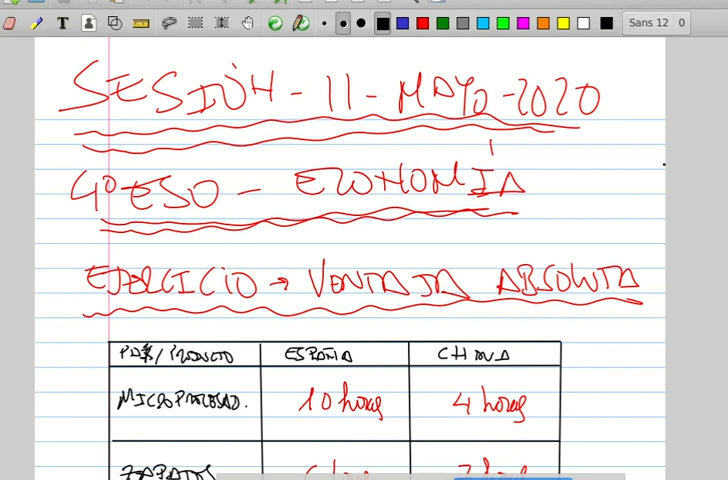 Sans 12
SESIÓN - 11 - MAYO - 2020
4º ESO - ECONOMÍA
EJERCICIO → VENTAJA ABSOLUTA
PAÍS/PRODUCTO ESPAÑA CHINA
MICROPROCESAD. 10 horas 4 horas
ZAPATOS